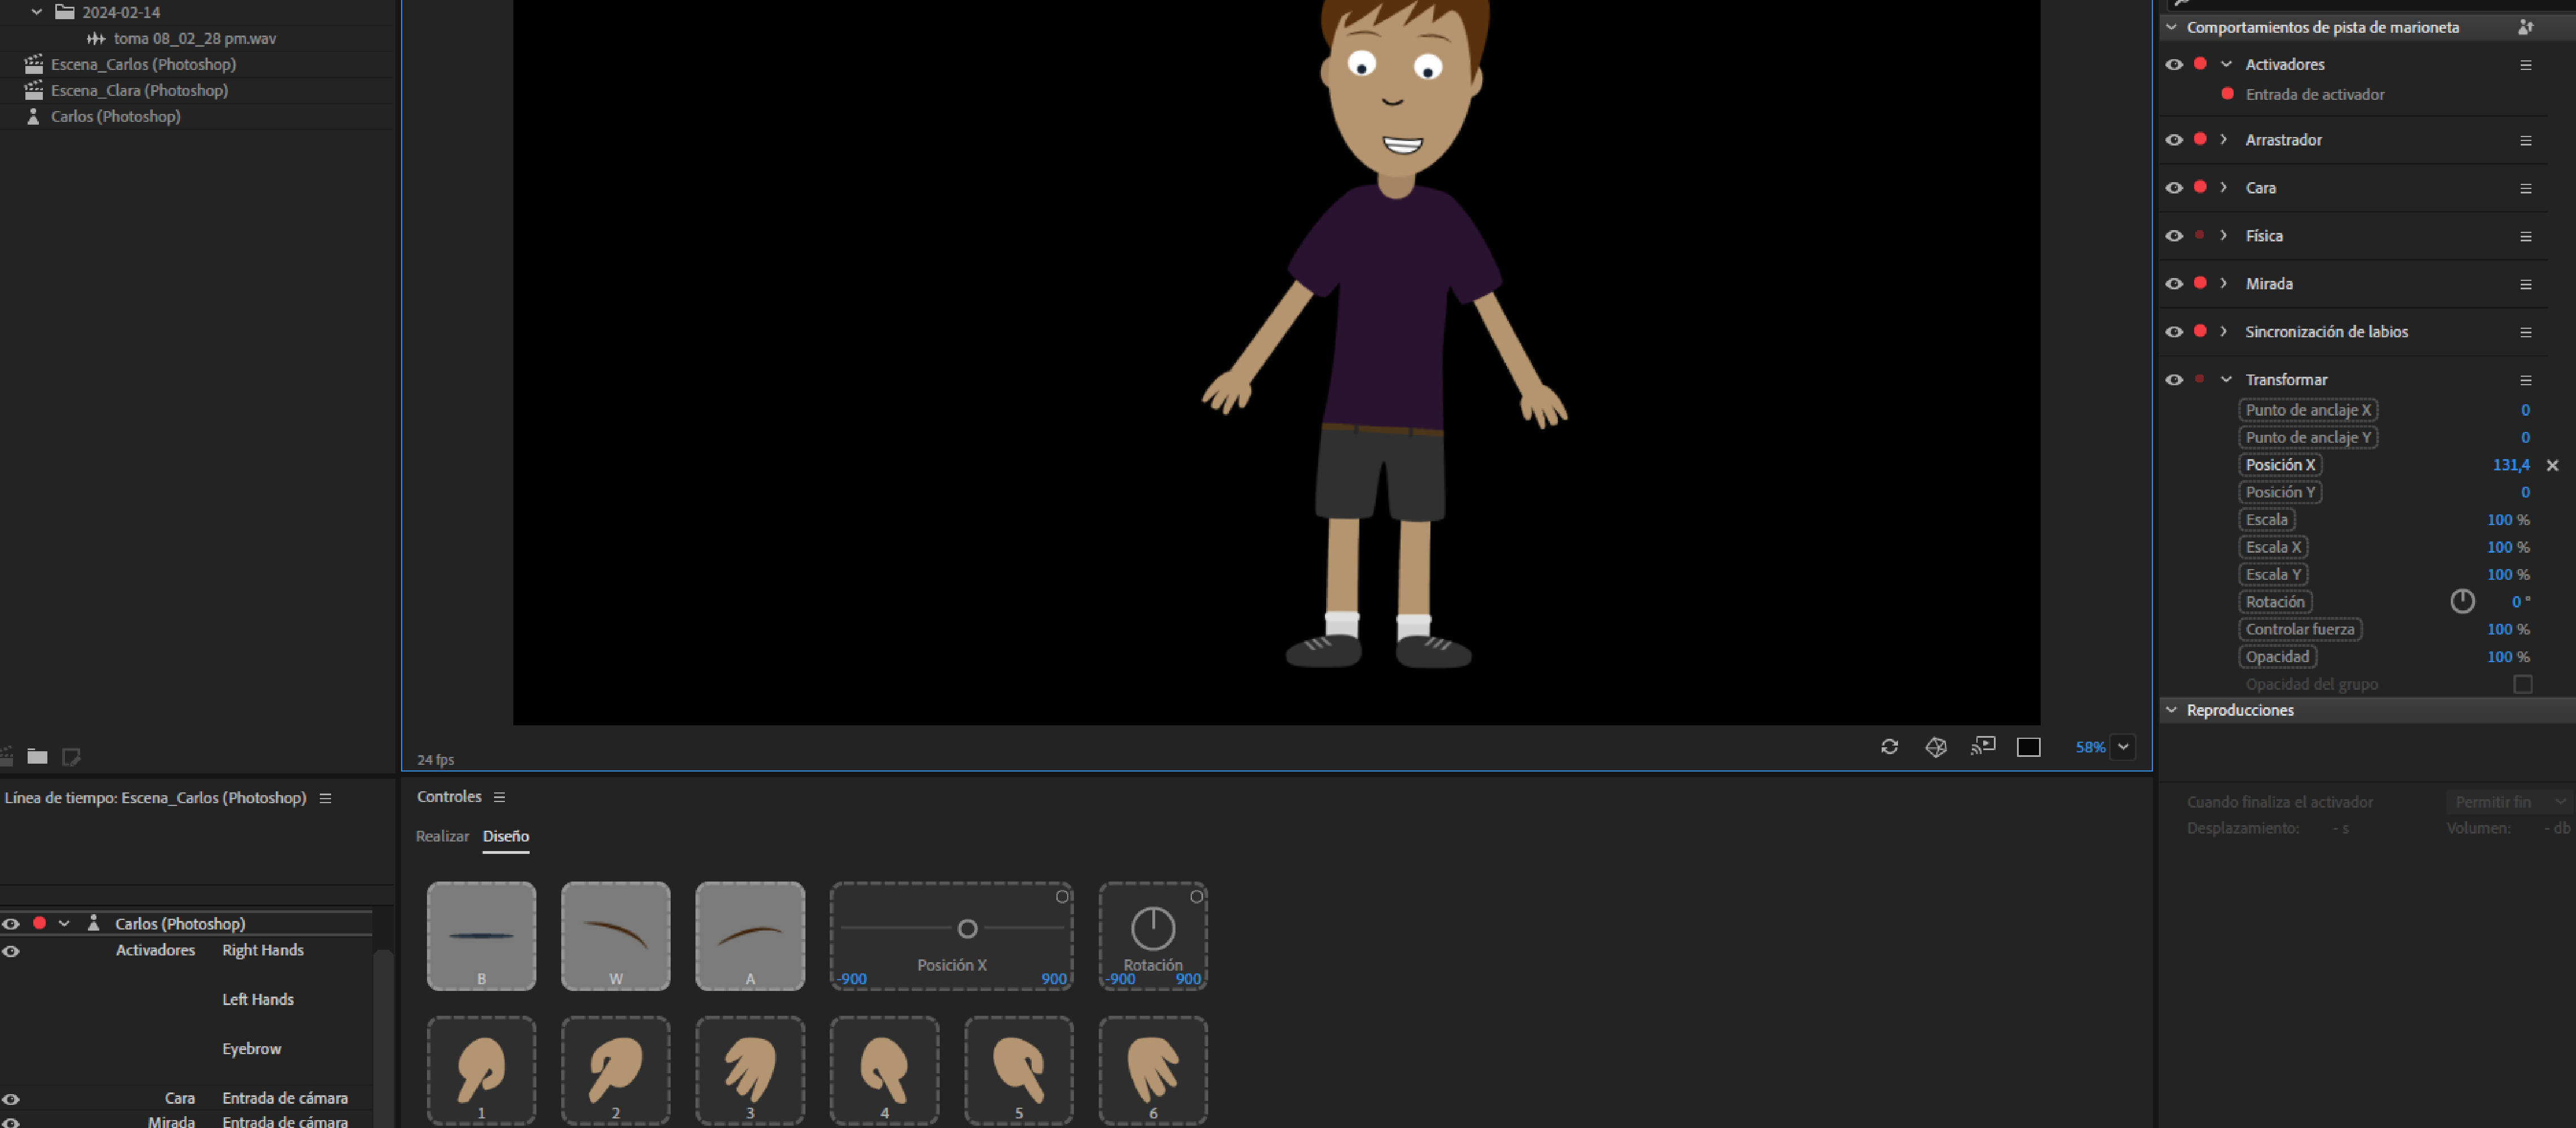 2024-02-14
toma 08_02_28 pm.wav
Escena_Carlos (Photoshop)
Escena_Clara (Photoshop)
Carlos (Photoshop)
24 fps
58%
Comportamientos de pista de marioneta
Activadores
Entrada de activador
Arrastrador
Cara
Física
Mirada
Sincronización de labios
Transformar
Punto de anclaje X 0
Punto de anclaje Y 0
Posición X 131,4
Posición Y 0
Escala 100 %
Escala X 100 %
Escala Y 100 %
Rotación 0 °
Controlar fuerza 100 %
Opacidad 100 %
Opacidad del grupo
Reproducciones
Cuando finaliza el activador Permitir fin
Desplazamiento: - s Volumen: - db
Línea de tiempo: Escena_Carlos (Photoshop)
Carlos (Photoshop)
Activadores Right Hands
Left Hands
Eyebrow
Cara Entrada de cámara
Mirada Entrada de cámara
Controles
Realizar Diseño
B W A Posición X Rotación
-900 900 -900 900
1 2 3 4 5 6